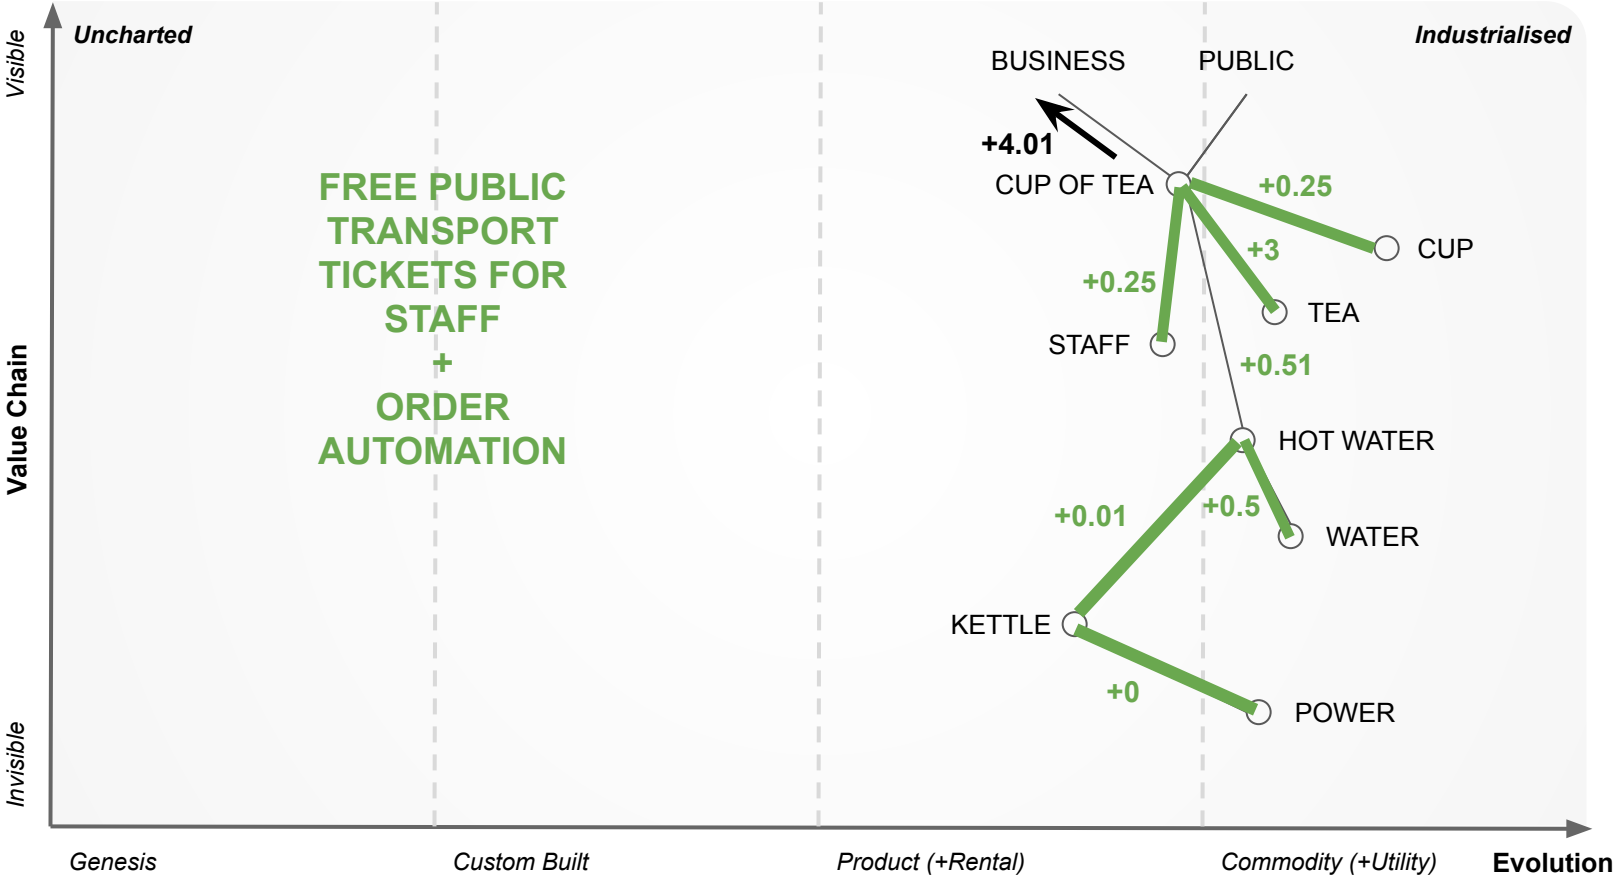 Visible
Uncharted
Industrialised
BUSINESS
PUBLIC
+4.01
CUP OF TEA
+0.25
FREE PUBLIC
TRANSPORT
TICKETS FOR
STAFF
+
ORDER
AUTOMATION
+3
CUP
+0.25
TEA
STAFF
+0.51
Value Chain
HOT WATER
+0.01
+0.5
WATER
KETTLE
+0
POWER
Invisible
Genesis
Custom Built
Product (+Rental)
Commodity (+Utility)
Evolution